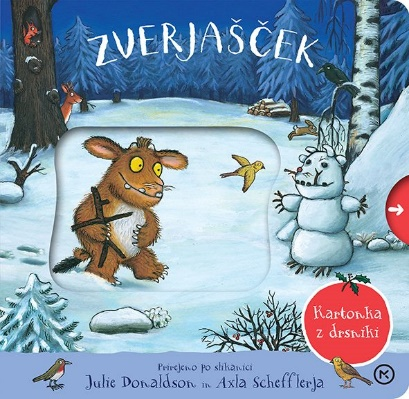 ZVERJAŠČEK
Kartonka
z drsniki
Prirejeno po slikanici
Julie Donaldson in Axla Schefflerja